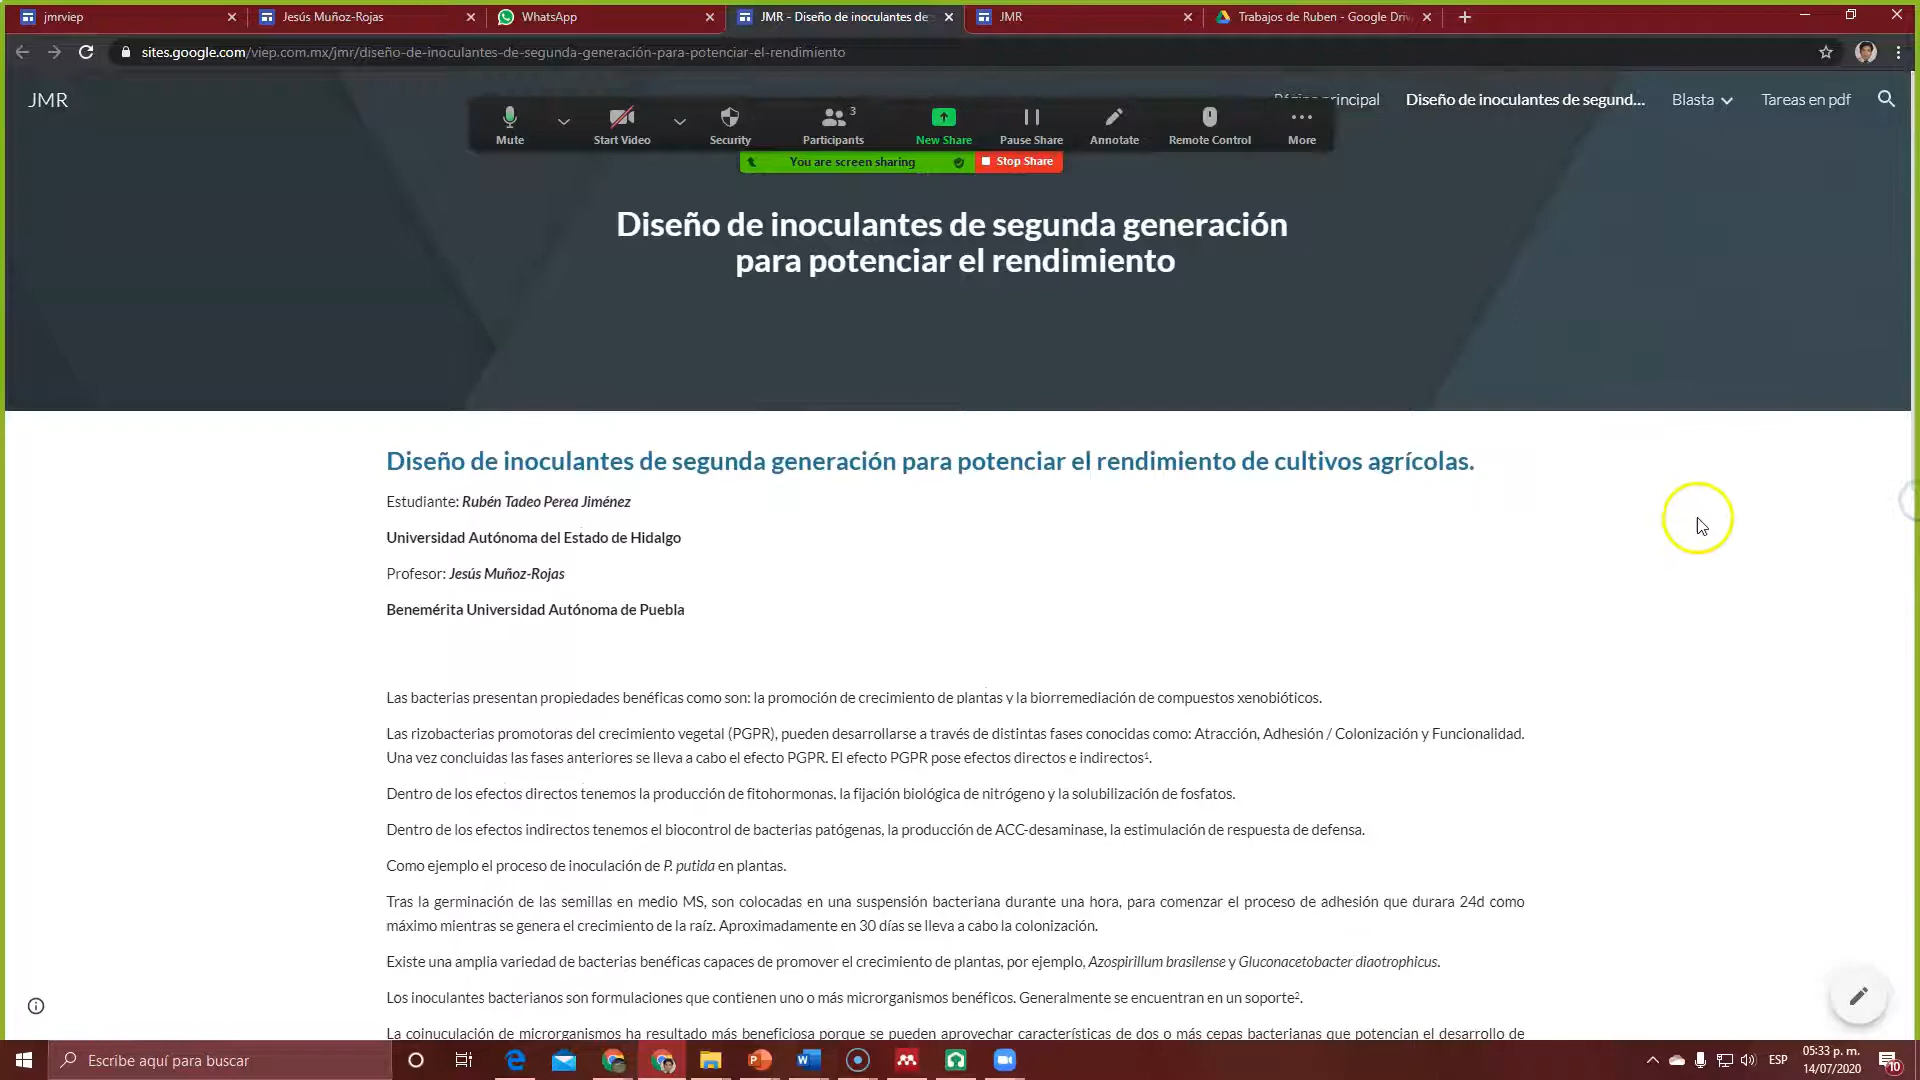 jmrviep
Jesús Muñoz-Rojas
WhatsApp
JMR - Diseño de inoculantes de
JMR
Trabajos de Ruben - Google Driv
sites.google.com/viep.com.mx/jmr/diseño-de-inoculantes-de-segunda-generación-para-potenciar-el-rendimiento
JMR
Página principal
Diseño de inoculantes de segund...
Blasta
Tareas en pdf
Mute
Start Video
Security
3
Participants
New Share
Pause Share
Annotate
Remote Control
More
You are screen sharing
Stop Share
Diseño de inoculantes de segunda generación
para potenciar el rendimiento
Diseño de inoculantes de segunda generación para potenciar el rendimiento de cultivos agrícolas.
Estudiante: Rubén Tadeo Perea Jiménez
Universidad Autónoma del Estado de Hidalgo
Profesor: Jesús Muñoz-Rojas
Benemérita Universidad Autónoma de Puebla
Las bacterias presentan propiedades benéficas como son: la promoción de crecimiento de plantas y la biorremediación de compuestos xenobióticos.
Las rizobacterias promotoras del crecimiento vegetal (PGPR), pueden desarrollarse a través de distintas fases conocidas como: Atracción, Adhesión / Colonización y Funcionalidad.
Una vez concluidas las fases anteriores se lleva a cabo el efecto PGPR. El efecto PGPR pose efectos directos e indirectos¹.
Dentro de los efectos directos tenemos la producción de fitohormonas, la fijación biológica de nitrógeno y la solubilización de fosfatos.
Dentro de los efectos indirectos tenemos el biocontrol de bacterias patógenas, la producción de ACC-desaminase, la estimulación de respuesta de defensa.
Como ejemplo el proceso de inoculación de P. putida en plantas.
Tras la germinación de las semillas en medio MS, son colocadas en una suspensión bacteriana durante una hora, para comenzar el proceso de adhesión que durara 24d como
máximo mientras se genera el crecimiento de la raíz. Aproximadamente en 30 días se lleva a cabo la colonización.
Existe una amplia variedad de bacterias benéficas capaces de promover el crecimiento de plantas, por ejemplo, Azospirillum brasilense y Gluconacetobacter diaotrophicus.
Los inoculantes bacterianos son formulaciones que contienen uno o más microrganismos benéficos. Generalmente se encuentran en un soporte².
La coinuculación de microrganismos ha resultado más beneficiosa porque se pueden aprovechar características de dos o más cepas bacterianas que potencian el desarrollo de
Escribe aquí para buscar
ESP
05:33 p. m.
14/07/2020
10